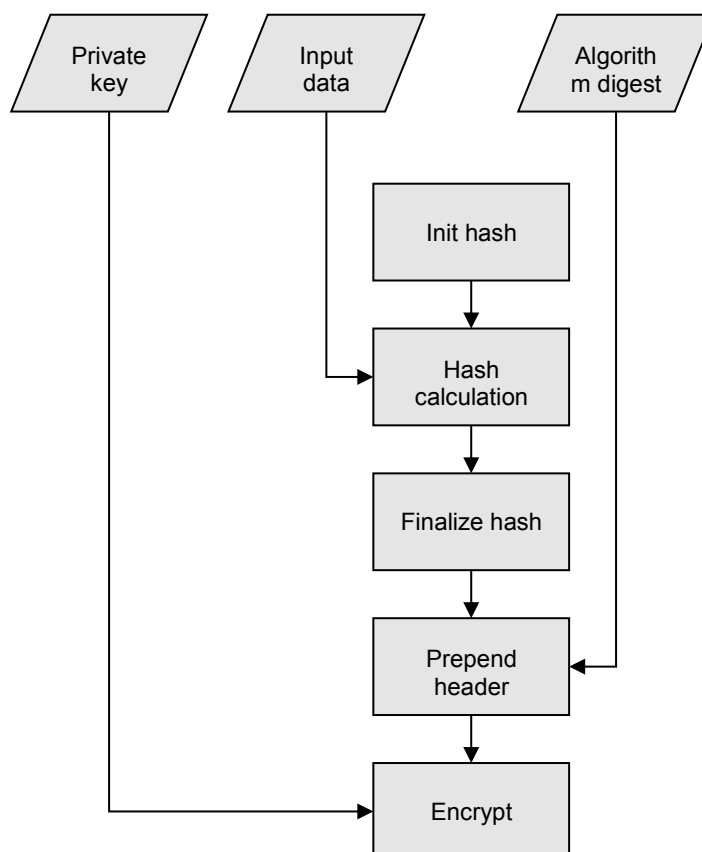 Private
key
Input
data
Algorith
m digest
Init hash
Hash
calculation
Finalize hash
Prepend
header
Encrypt